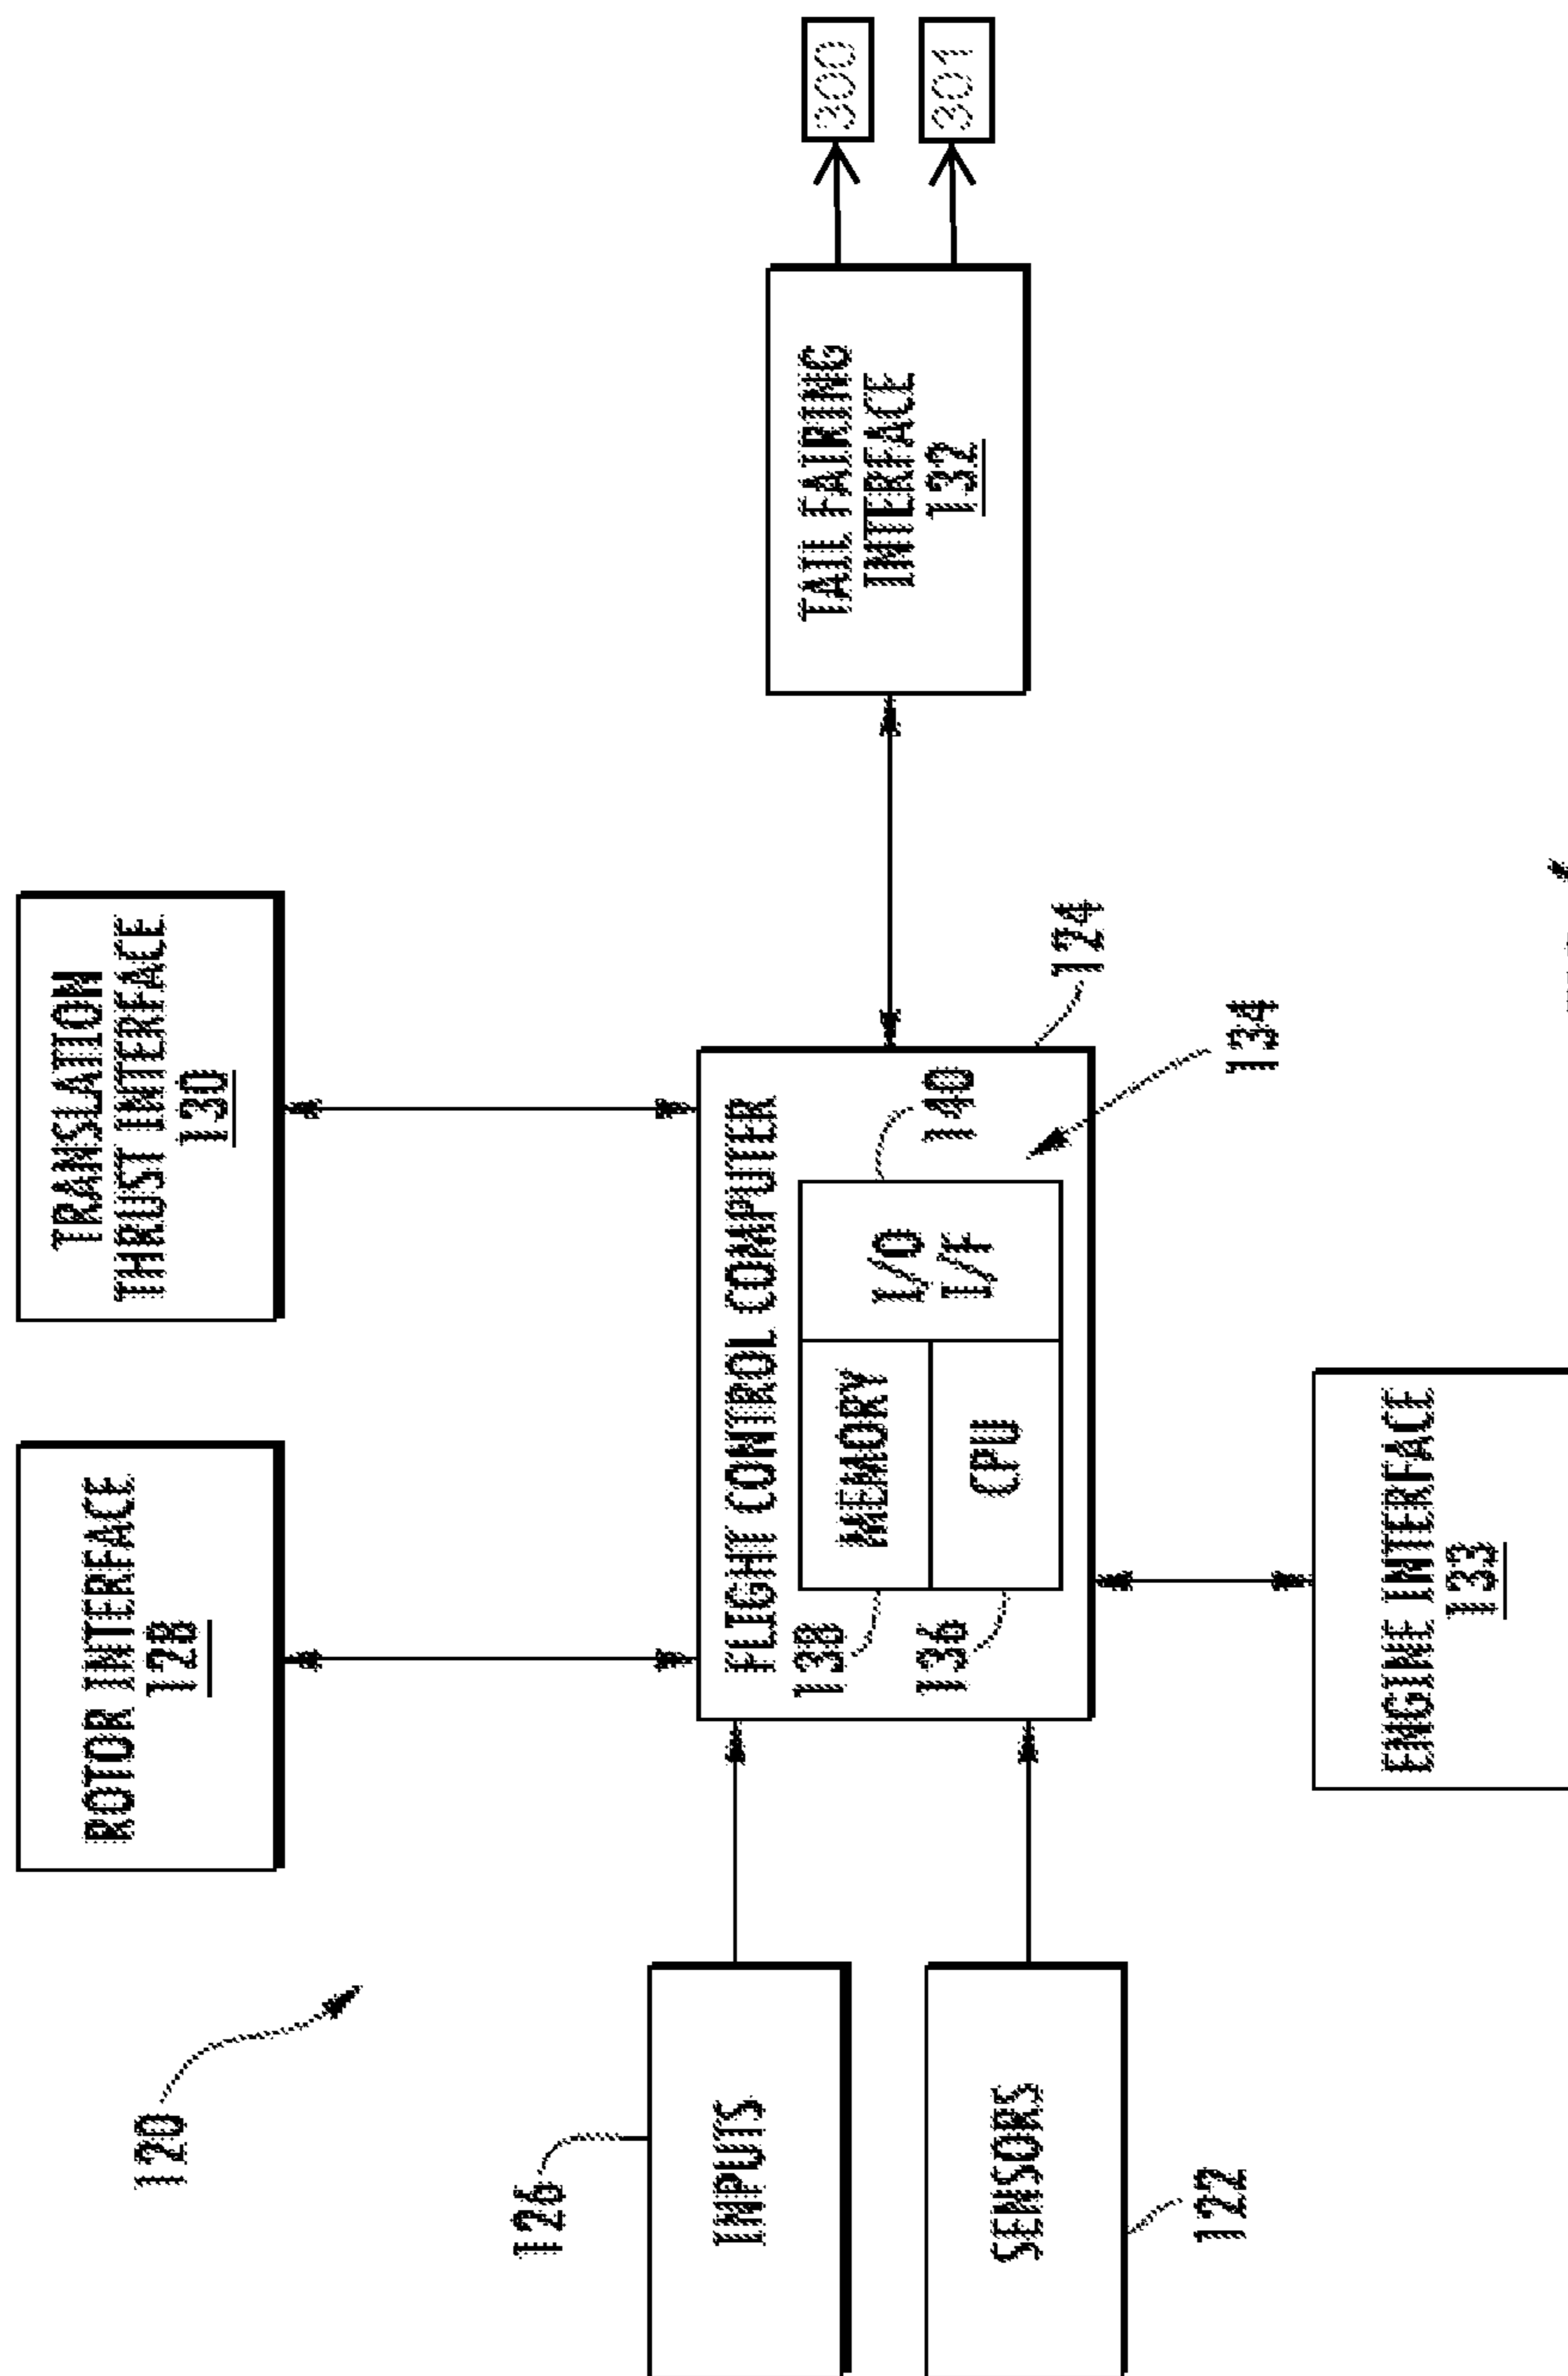 120
ROTOR INTERFACE
128
TRANSLATION
THRUST INTERFACE
130
126
INPUTS
SENSORS
122
FLIGHT CONTROL COMPUTER
138
MEMORY
136
CPU
I/O
I/F
140
124
134
TAIL FAIRING
INTERFACE
132
300
301
ENGINE INTERFACE
133